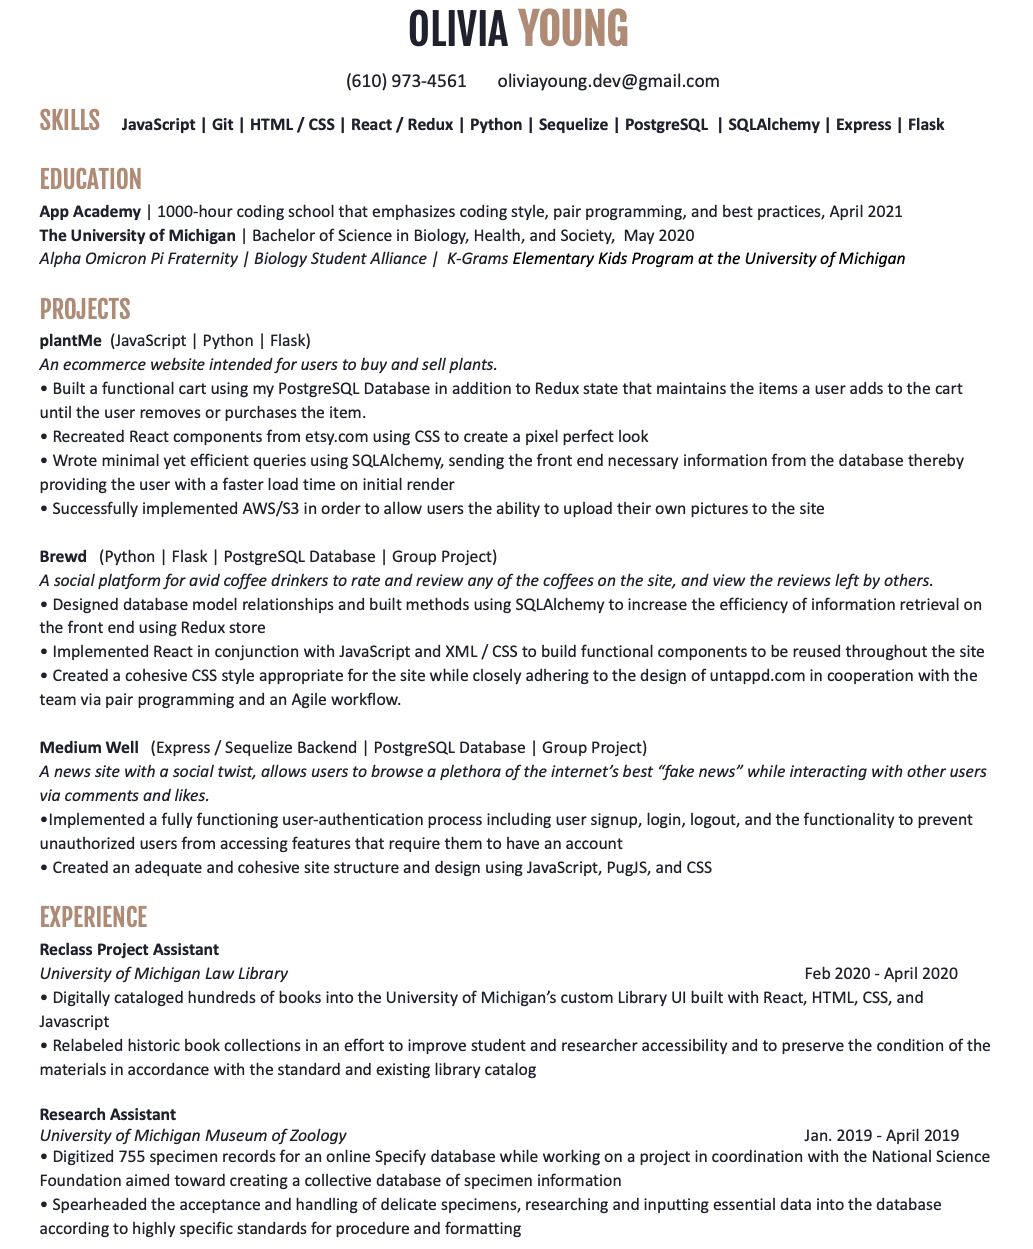 OLIVIA YOUNG
(610) 973-4561 oliviayoung.dev@gmail.com
SKILLS JavaScript | Git | HTML / CSS | React / Redux | Python | Sequelize | PostgreSQL | SQLAlchemy | Express | Flask
EDUCATION
App Academy | 1000-hour coding school that emphasizes coding style, pair programming, and best practices, April 2021
The University of Michigan | Bachelor of Science in Biology, Health, and Society, May 2020
Alpha Omicron Pi Fraternity | Biology Student Alliance | K-Grams Elementary Kids Program at the University of Michigan
PROJECTS
plantMe (JavaScript | Python | Flask)
An ecommerce website intended for users to buy and sell plants.
• Built a functional cart using my PostgreSQL Database in addition to Redux state that maintains the items a user adds to the cart
until the user removes or purchases the item.
• Recreated React components from etsy.com using CSS to create a pixel perfect look
• Wrote minimal yet efficient queries using SQLAlchemy, sending the front end necessary information from the database thereby
providing the user with a faster load time on initial render
• Successfully implemented AWS/S3 in order to allow users the ability to upload their own pictures to the site
Brewd (Python | Flask | PostgreSQL Database | Group Project)
A social platform for avid coffee drinkers to rate and review any of the coffees on the site, and view the reviews left by others.
• Designed database model relationships and built methods using SQLAlchemy to increase the efficiency of information retrieval on
the front end using Redux store
• Implemented React in conjunction with JavaScript and XML / CSS to build functional components to be reused throughout the site
• Created a cohesive CSS style appropriate for the site while closely adhering to the design of untappd.com in cooperation with the
team via pair programming and an Agile workflow.
Medium Well (Express / Sequelize Backend | PostgreSQL Database | Group Project)
A news site with a social twist, allows users to browse a plethora of the internet's best “fake news” while interacting with other users
via comments and likes.
•Implemented a fully functioning user-authentication process including user signup, login, logout, and the functionality to prevent
unauthorized users from accessing features that require them to have an account
• Created an adequate and cohesive site structure and design using JavaScript, PugJS, and CSS
EXPERIENCE
Reclass Project Assistant
University of Michigan Law Library Feb 2020 - April 2020
• Digitally cataloged hundreds of books into the University of Michigan’s custom Library UI built with React, HTML, CSS, and
Javascript
• Relabeled historic book collections in an effort to improve student and researcher accessibility and to preserve the condition of the
materials in accordance with the standard and existing library catalog
Research Assistant
University of Michigan Museum of Zoology Jan. 2019 - April 2019
• Digitized 755 specimen records for an online Specify database while working on a project in coordination with the National Science
Foundation aimed toward creating a collective database of specimen information
• Spearheaded the acceptance and handling of delicate specimens, researching and inputting essential data into the database
according to highly specific standards for procedure and formatting